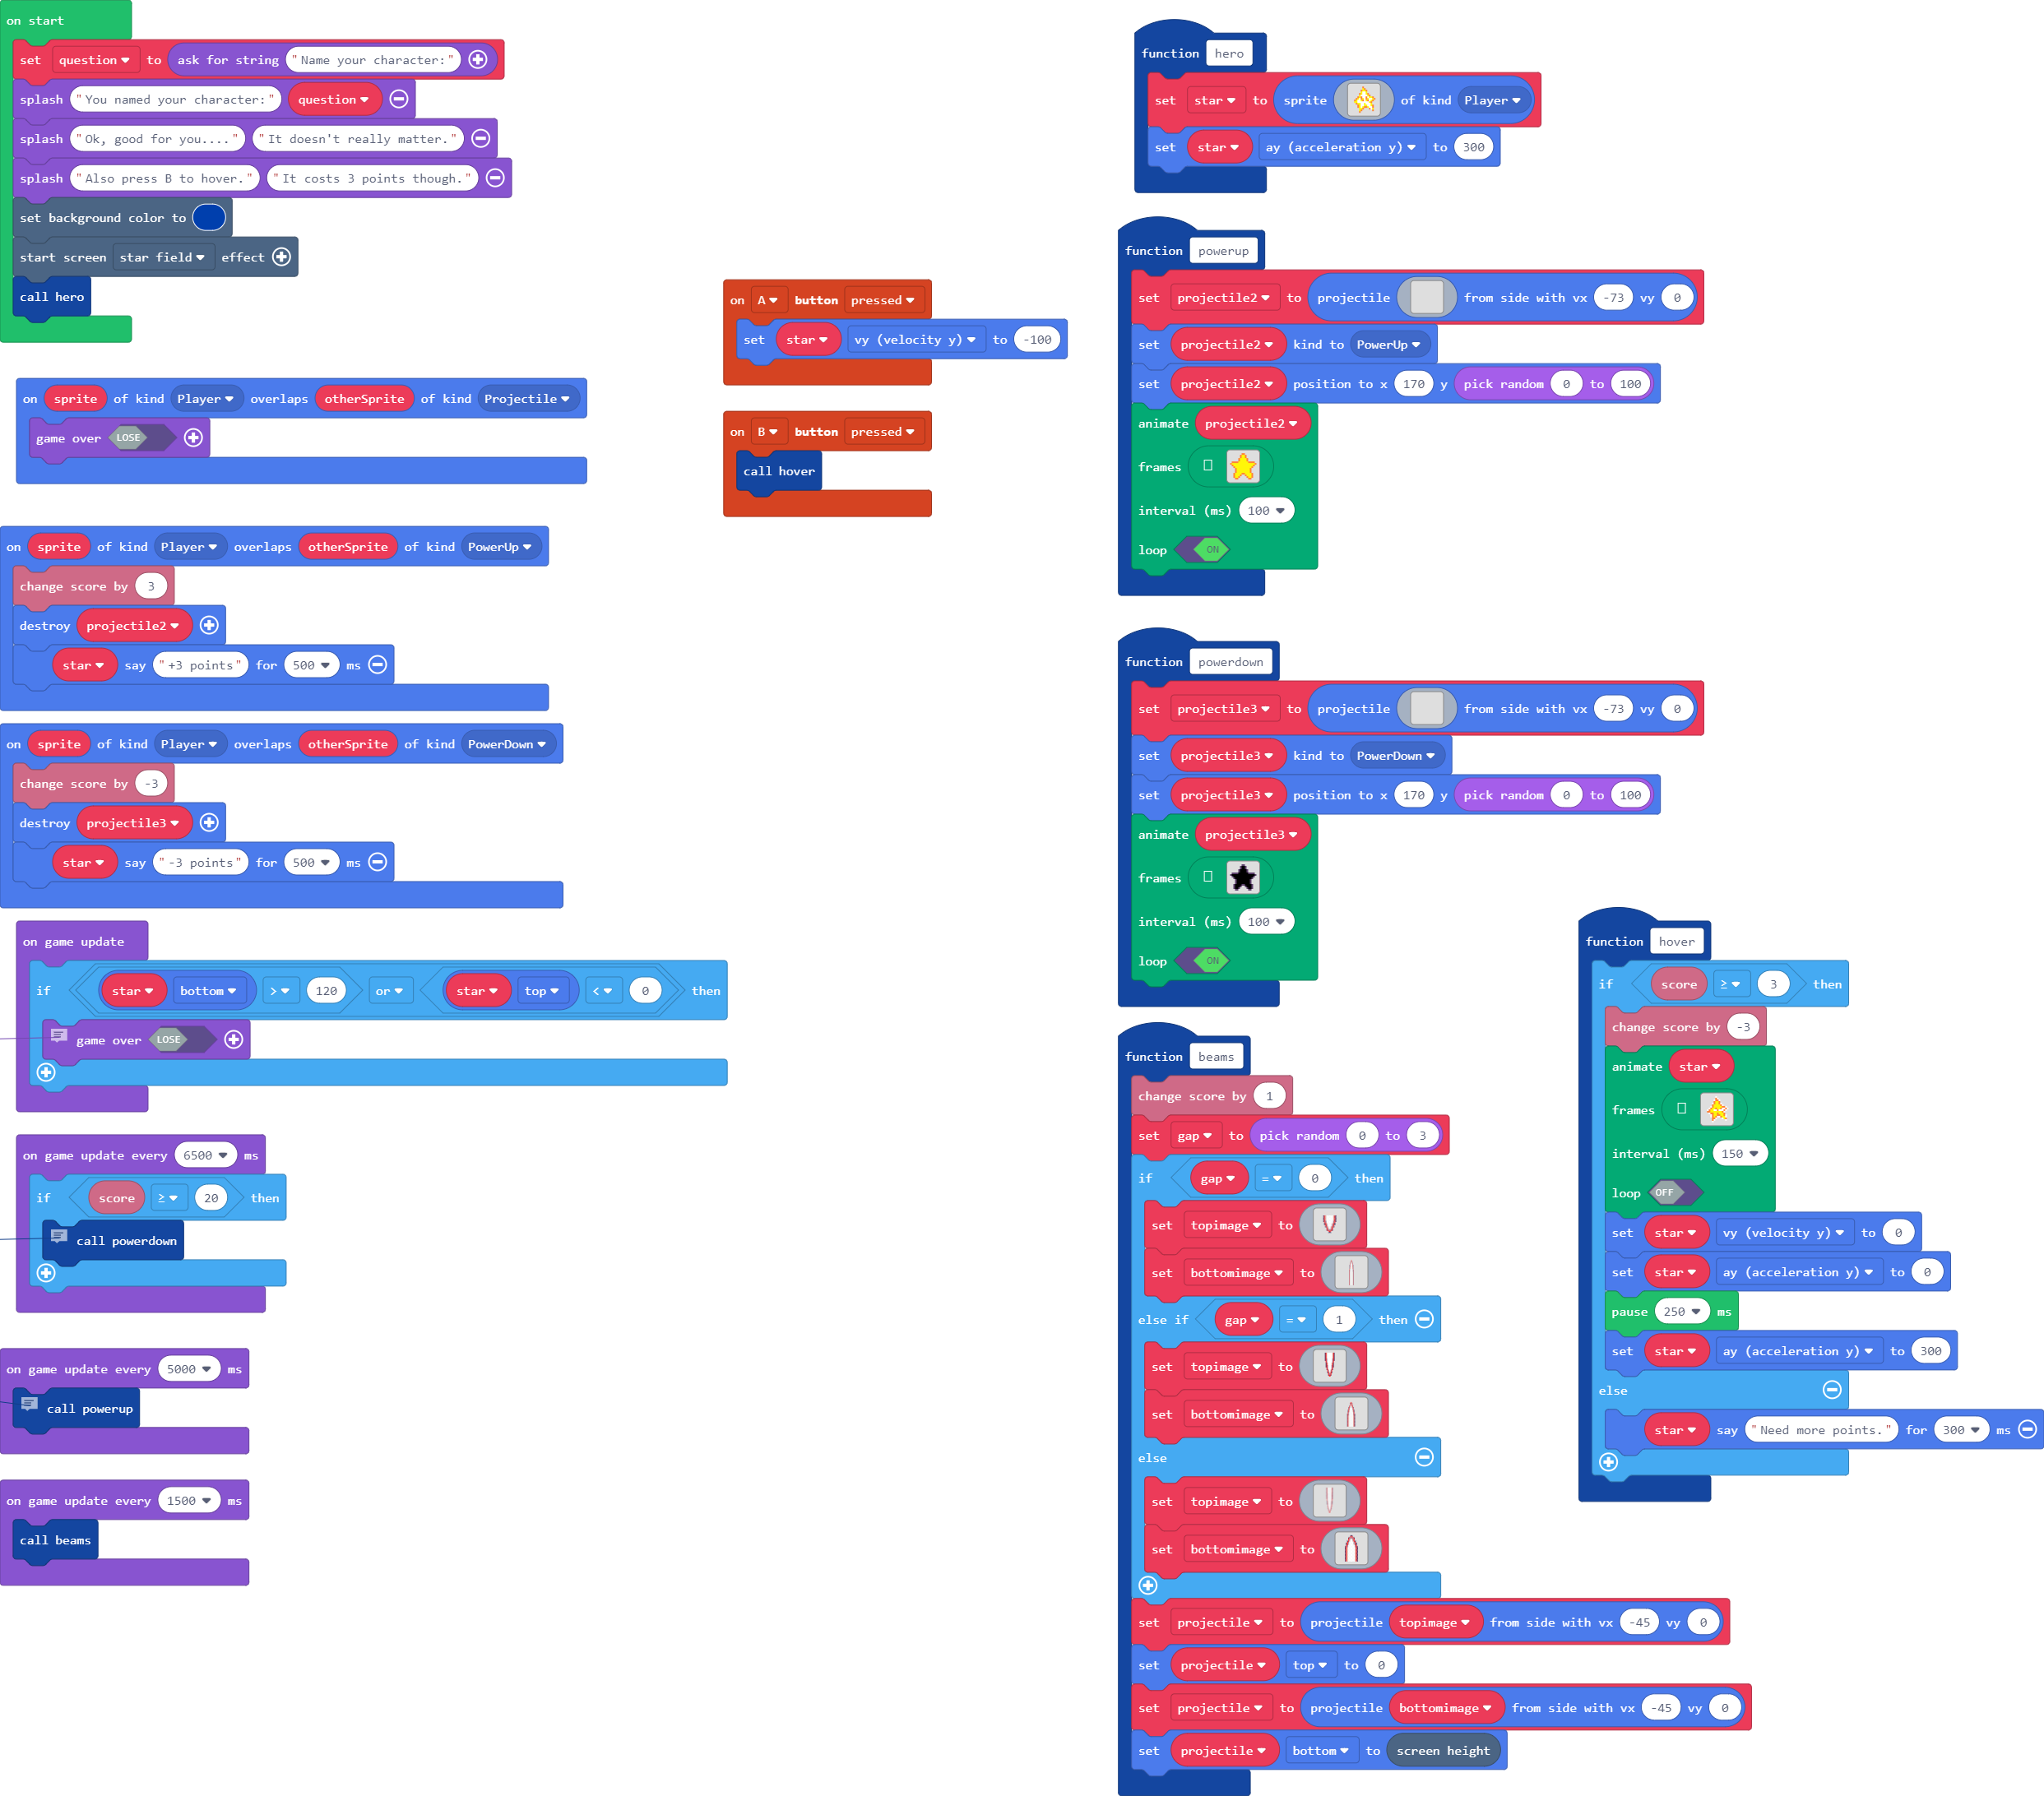 on start
set question to ask for string "Name your character:"
splash "You named your character:" question
splash "Ok, good for you...." "It doesn't really matter."
splash "Also press B to hover." "It costs 3 points though."
set background color to
start screen star field effect
call hero
on sprite of kind Player overlaps otherSprite of kind Projectile
game over LOSE
on sprite of kind Player overlaps otherSprite of kind PowerUp
change score by 3
destroy projectile2
star say "+3 points" for 500 ms
on sprite of kind Player overlaps otherSprite of kind PowerDown
change score by -3
destroy projectile3
star say "-3 points" for 500 ms
on game update
if star bottom > 120 or star top < 0 then
game over LOSE
on game update every 6500 ms
if score ≥ 20 then
call powerdown
on game update every 5000 ms
call powerup
on game update every 1500 ms
call beams
on A button pressed
set star vy (velocity y) to -100
on B button pressed
call hover
function hero
set star to sprite of kind Player
set star ay (acceleration y) to 300
function powerup
set projectile2 to projectile from side with vx -73 vy 0
set projectile2 kind to PowerUp
set projectile2 position to x 170 y pick random 0 to 100
animate projectile2
frames
interval (ms) 100
loop ON
function powerdown
set projectile3 to projectile from side with vx -73 vy 0
set projectile3 kind to PowerDown
set projectile3 position to x 170 y pick random 0 to 100
animate projectile3
frames
interval (ms) 100
loop ON
function beams
change score by 1
set gap to pick random 0 to 3
if gap = 0 then
set topimage to
set bottomimage to
else if gap = 1 then
set topimage to
set bottomimage to
else
set topimage to
set bottomimage to
set projectile to projectile topimage from side with vx -45 vy 0
set projectile top to 0
set projectile to projectile bottomimage from side with vx -45 vy 0
set projectile bottom to screen height
function hover
if score ≥ 3 then
change score by -3
animate star
frames
interval (ms) 150
loop OFF
set star vy (velocity y) to 0
set star ay (acceleration y) to 0
pause 250 ms
set star ay (acceleration y) to 300
else
star say "Need more points." for 300 ms